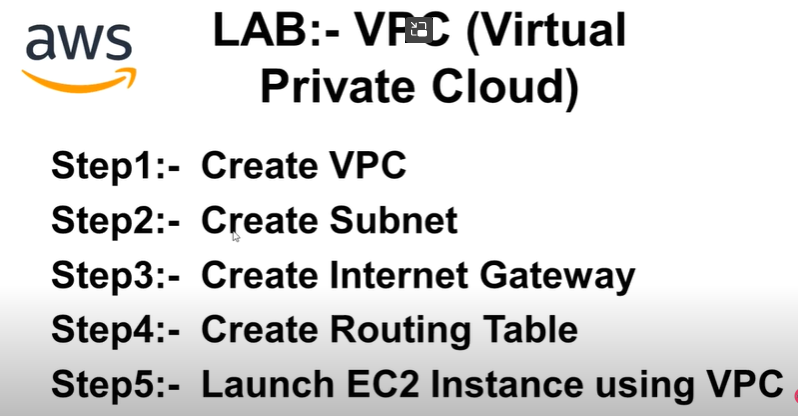 aws
LAB:- VPC (Virtual
Private Cloud)
Step1:- Create VPC
Step2:- Create Subnet
Step3:- Create Internet Gateway
Step4:- Create Routing Table
Step5:- Launch EC2 Instance using VPC